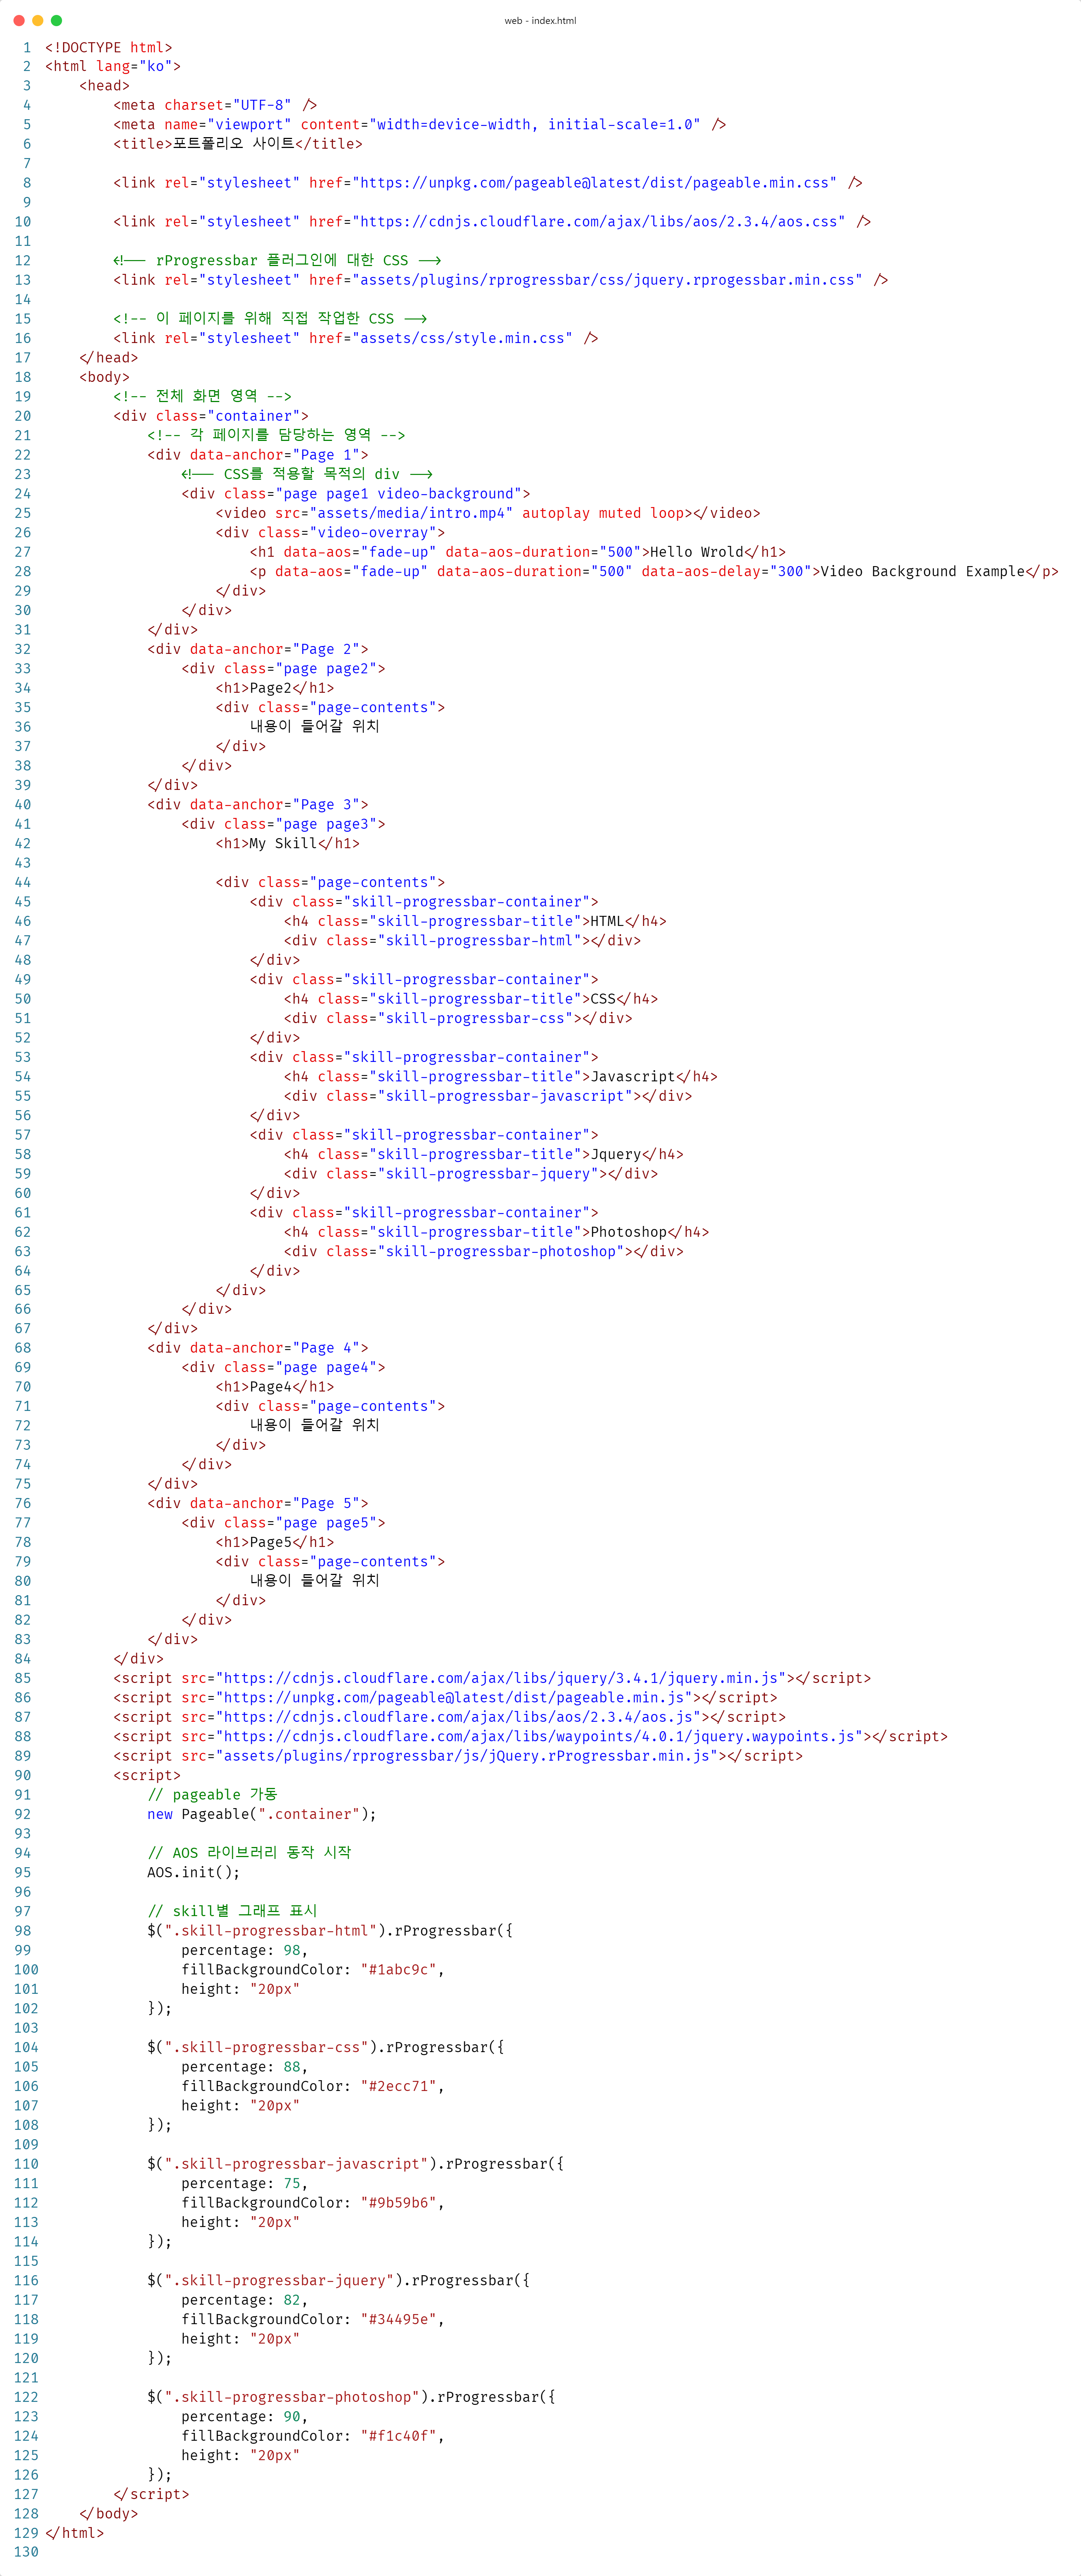 web - index.html
1 <!DOCTYPE html>
2 <html lang="ko">
3     <head>
4         <meta charset="UTF-8" />
5         <meta name="viewport" content="width=device-width, initial-scale=1.0" />
6         <title>포트폴리오 사이트</title>
7
8         <link rel="stylesheet" href="https://unpkg.com/pageable@latest/dist/pageable.min.css" />
9
10         <link rel="stylesheet" href="https://cdnjs.cloudflare.com/ajax/libs/aos/2.3.4/aos.css" />
11
12         <!-- rProgressbar 플러그인에 대한 CSS -->
13         <link rel="stylesheet" href="assets/plugins/rprogressbar/css/jquery.rprogessbar.min.css" />
14
15         <!-- 이 페이지를 위해 직접 작업한 CSS -->
16         <link rel="stylesheet" href="assets/css/style.min.css" />
17     </head>
18     <body>
19         <!-- 전체 화면 영역 -->
20         <div class="container">
21             <!-- 각 페이지를 담당하는 영역 -->
22             <div data-anchor="Page 1">
23                 <!-- CSS를 적용할 목적의 div -->
24                 <div class="page page1 video-background">
25                     <video src="assets/media/intro.mp4" autoplay muted loop></video>
26                     <div class="video-overray">
27                         <h1 data-aos="fade-up" data-aos-duration="500">Hello Wrold</h1>
28                         <p data-aos="fade-up" data-aos-duration="500" data-aos-delay="300">Video Background Example</p>
29                     </div>
30                 </div>
31             </div>
32             <div data-anchor="Page 2">
33                 <div class="page page2">
34                     <h1>Page2</h1>
35                     <div class="page-contents">
36                         내용이 들어갈 위치
37                     </div>
38                 </div>
39             </div>
40             <div data-anchor="Page 3">
41                 <div class="page page3">
42                     <h1>My Skill</h1>
43
44                     <div class="page-contents">
45                         <div class="skill-progressbar-container">
46                             <h4 class="skill-progressbar-title">HTML</h4>
47                             <div class="skill-progressbar-html"></div>
48                         </div>
49                         <div class="skill-progressbar-container">
50                             <h4 class="skill-progressbar-title">CSS</h4>
51                             <div class="skill-progressbar-css"></div>
52                         </div>
53                         <div class="skill-progressbar-container">
54                             <h4 class="skill-progressbar-title">Javascript</h4>
55                             <div class="skill-progressbar-javascript"></div>
56                         </div>
57                         <div class="skill-progressbar-container">
58                             <h4 class="skill-progressbar-title">Jquery</h4>
59                             <div class="skill-progressbar-jquery"></div>
60                         </div>
61                         <div class="skill-progressbar-container">
62                             <h4 class="skill-progressbar-title">Photoshop</h4>
63                             <div class="skill-progressbar-photoshop"></div>
64                         </div>
65                     </div>
66                 </div>
67             </div>
68             <div data-anchor="Page 4">
69                 <div class="page page4">
70                     <h1>Page4</h1>
71                     <div class="page-contents">
72                         내용이 들어갈 위치
73                     </div>
74                 </div>
75             </div>
76             <div data-anchor="Page 5">
77                 <div class="page page5">
78                     <h1>Page5</h1>
79                     <div class="page-contents">
80                         내용이 들어갈 위치
81                     </div>
82                 </div>
83             </div>
84         </div>
85         <script src="https://cdnjs.cloudflare.com/ajax/libs/jquery/3.4.1/jquery.min.js"></script>
86         <script src="https://unpkg.com/pageable@latest/dist/pageable.min.js"></script>
87         <script src="https://cdnjs.cloudflare.com/ajax/libs/aos/2.3.4/aos.js"></script>
88         <script src="https://cdnjs.cloudflare.com/ajax/libs/waypoints/4.0.1/jquery.waypoints.js"></script>
89         <script src="assets/plugins/rprogressbar/js/jQuery.rProgressbar.min.js"></script>
90         <script>
91             // pageable 가동
92             new Pageable(".container");
93
94             // AOS 라이브러리 동작 시작
95             AOS.init();
96
97             // skill별 그래프 표시
98             $(".skill-progressbar-html").rProgressbar({
99                 percentage: 98,
100                 fillBackgroundColor: "#1abc9c",
101                 height: "20px"
102             });
103
104             $(".skill-progressbar-css").rProgressbar({
105                 percentage: 88,
106                 fillBackgroundColor: "#2ecc71",
107                 height: "20px"
108             });
109
110             $(".skill-progressbar-javascript").rProgressbar({
111                 percentage: 75,
112                 fillBackgroundColor: "#9b59b6",
113                 height: "20px"
114             });
115
116             $(".skill-progressbar-jquery").rProgressbar({
117                 percentage: 82,
118                 fillBackgroundColor: "#34495e",
119                 height: "20px"
120             });
121
122             $(".skill-progressbar-photoshop").rProgressbar({
123                 percentage: 90,
124                 fillBackgroundColor: "#f1c40f",
125                 height: "20px"
126             });
127         </script>
128     </body>
129 </html>
130